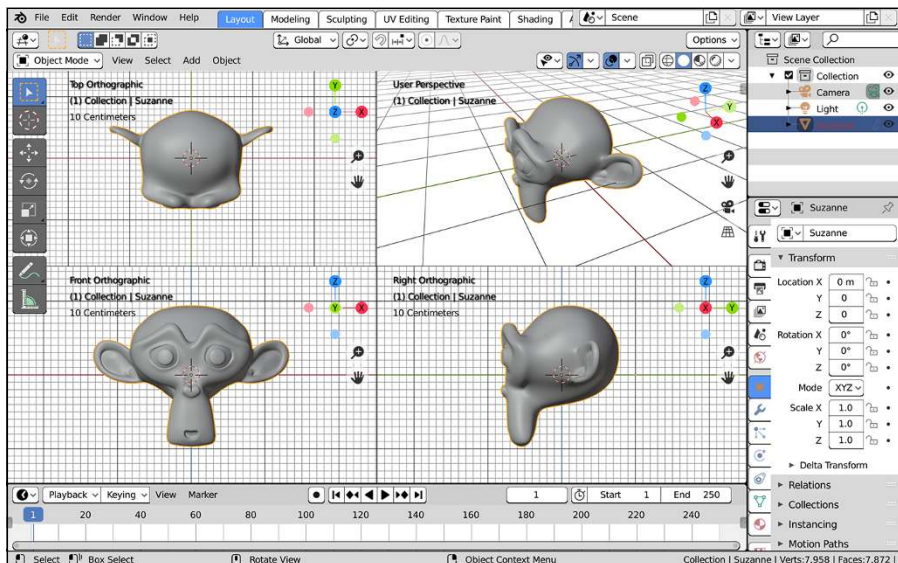 File Edit Render Window Help Layout Modeling Sculpting UV Editing Texture Paint Shading Scene View Layer
Global Options
Object Mode View Select Add Object
Top Orthographic
(1) Collection | Suzanne
10 Centimeters
Y
Z
X
User Perspective
(1) Collection | Suzanne
Z
Y
X
Front Orthographic
(1) Collection | Suzanne
10 Centimeters
Z
Y
X
Right Orthographic
(1) Collection | Suzanne
10 Centimeters
Z
X
Y
Playback Keying View Marker 1 Start 1 End 250
1 20 40 60 80 100 120 140 160 180 200 220 240
Scene Collection
Collection
Camera
Light
Suzanne
Suzanne
Transform
Location X 0 m
Y 0
Z 0
Rotation X 0°
Y 0°
Z 0°
Mode XYZ
Scale X 1.0
Y 1.0
Z 1.0
Delta Transform
Relations
Collections
Instancing
Motion Paths
Select Box Select Rotate View Object Context Menu Collection | Suzanne | Verts:7,958 | Faces:7,872 |